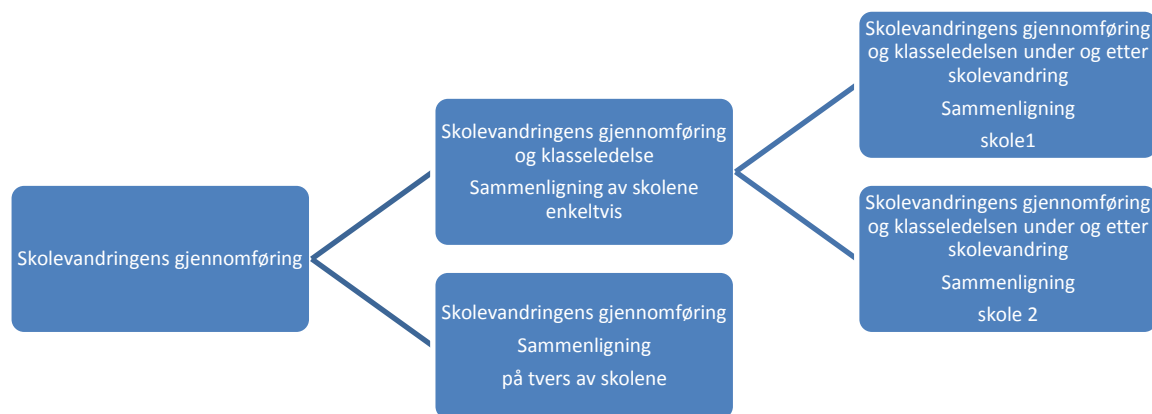 Skolevandringens gjennomføring
Skolevandringens gjennomføring
og klasseledelse
Sammenligning av skolene
enkeltvis
Skolevandringens gjennomføring
Sammenligning
på tvers av skolene
Skolevandringens gjennomføring
og klasseledelsen under og etter
skolevandring
Sammenligning
skole1
Skolevandringens gjennomføring
og klasseledelsen under og etter
skolevandring
Sammenligning
skole 2